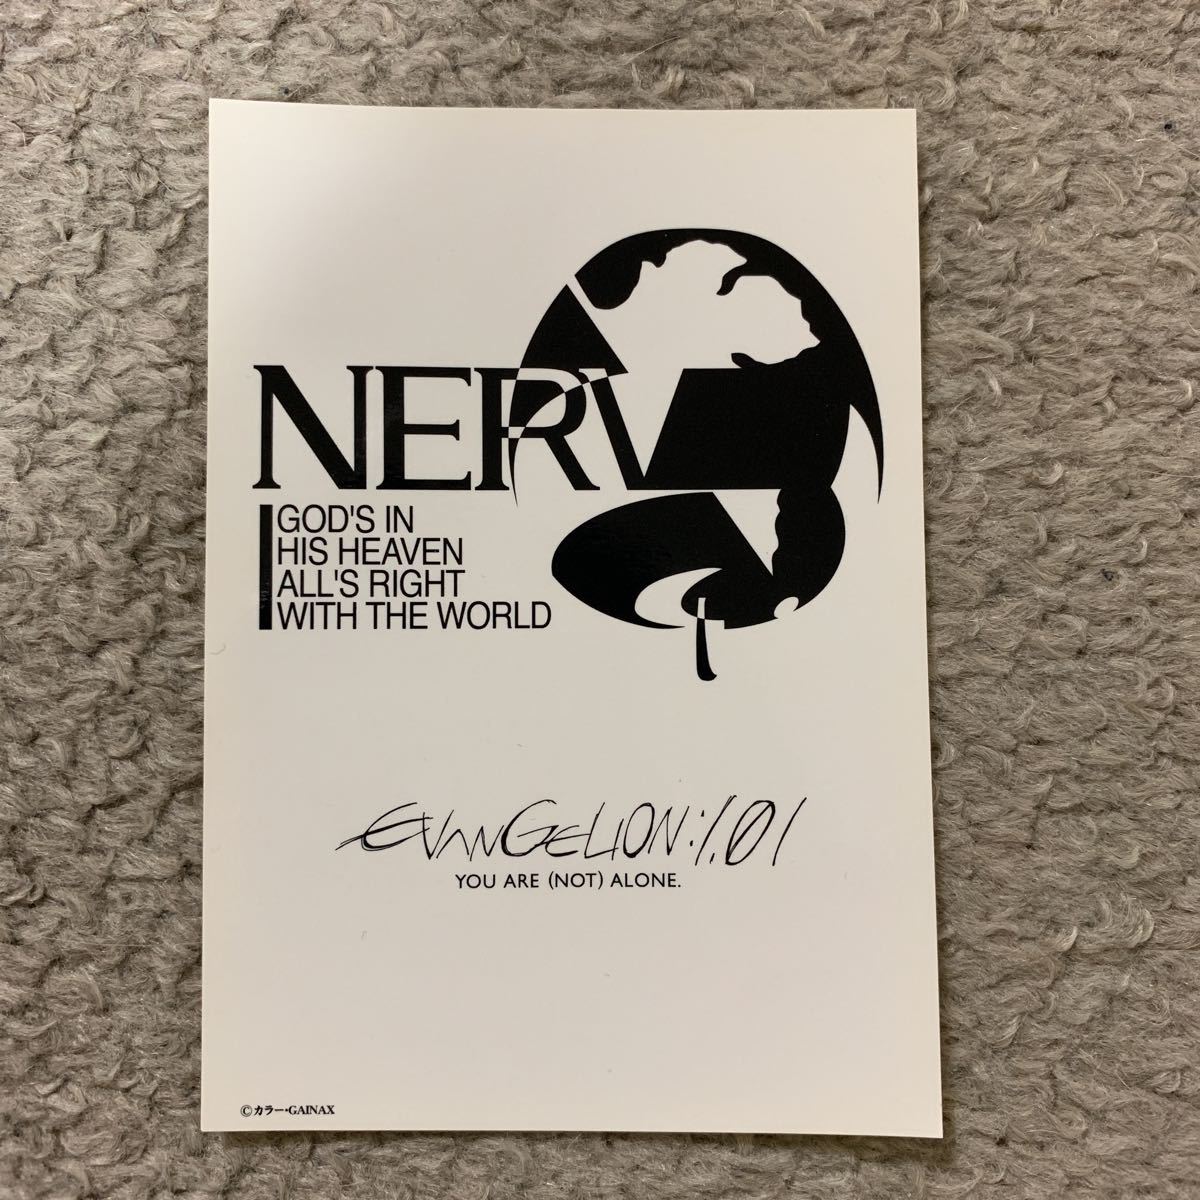 NERV
GOD'S IN
HIS HEAVEN
ALL'S RIGHT
WITH THE WORLD
EVANGELION:1.01
YOU ARE (NOT) ALONE.
©カラー・GAINAX